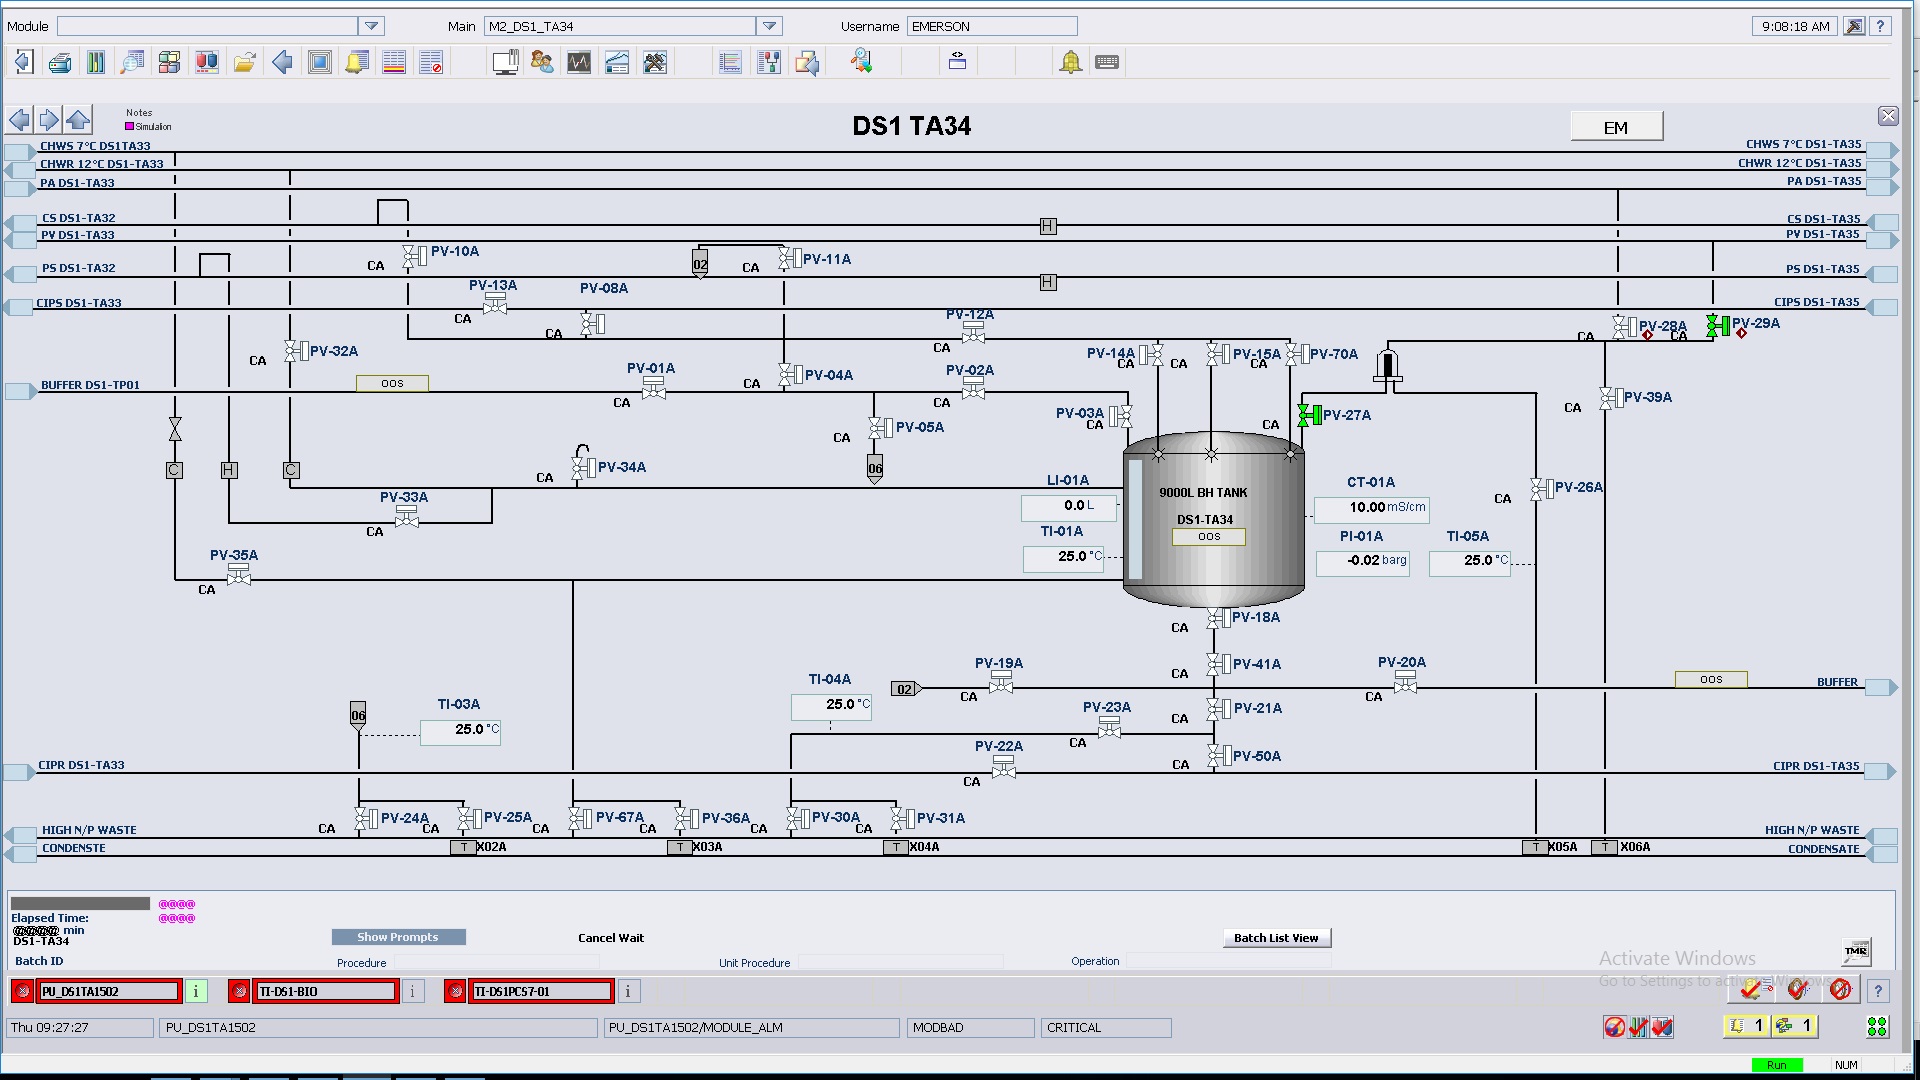 Module
Main M2_DS1_TA34
Username EMERSON
9:08:18 AM
?
Notes
Simulation
DS1 TA34
EM
CHWS 7°C DS1TA33
CHWS 7°C DS1-TA35
CHWR 12°C DS1-TA33
CHWR 12°C DS1-TA35
PA DS1-TA33
PA DS1-TA35
CS DS1-TA32
H
CS DS1-TA35
PV DS1-TA33
PV DS1-TA35
CA PV-10A
02 CA PV-11A
PS DS1-TA32
H
PS DS1-TA35
PV-13A
PV-08A
CIPS DS1-TA33
CIPS DS1-TA35
CA
CA
PV-12A
CA
CA PV-28A
CA PV-29A
CA PV-32A
PV-14A CA
CA PV-15A
CA PV-70A
BUFFER DS1-TP01
OOS
PV-01A
CA
CA PV-04A
PV-02A
CA
CA PV-39A
PV-03A
CA
CA PV-27A
CA PV-05A
C
H
C
CA PV-34A
06
LI-01A
0.0 L
TI-01A
25.0 °C
9000L BH TANK
DS1-TA34
OOS
CT-01A
10.00 mS/cm
PI-01A
-0.02 barg
TI-05A
25.0 °C
CA PV-26A
PV-33A
CA
PV-35A
CA
CA PV-18A
CA PV-41A
02
PV-19A
CA
PV-20A
CA
OOS
BUFFER
TI-04A
25.0 °C
06
TI-03A
25.0 °C
PV-23A
CA
CA PV-21A
PV-22A
CA
CA PV-50A
CIPR DS1-TA33
CIPR DS1-TA35
CA PV-24A
CA PV-25A
CA PV-67A
CA PV-36A
CA PV-30A
CA PV-31A
HIGH N/P WASTE
HIGH N/P WASTE
CONDENSTE
T X02A
T X03A
T X04A
T X05A
T X06A
CONDENSATE
@@@@
Elapsed Time: @@@@
@@@@ min
DS1-TA34
Show Prompts
Cancel Wait
Batch List View
TMR
Batch ID
Procedure
Unit Procedure
Operation
Activate Windows
Go to Settings to activate Windows.
PU_DS1TA1502 i
TI-DS1-BIO i
TI-DS1PCS7-01 i
?
Thu 09:27:27
PU_DS1TA1502
PU_DS1TA1502/MODULE_ALM
MODBAD
CRITICAL
1
1
Run
NUM